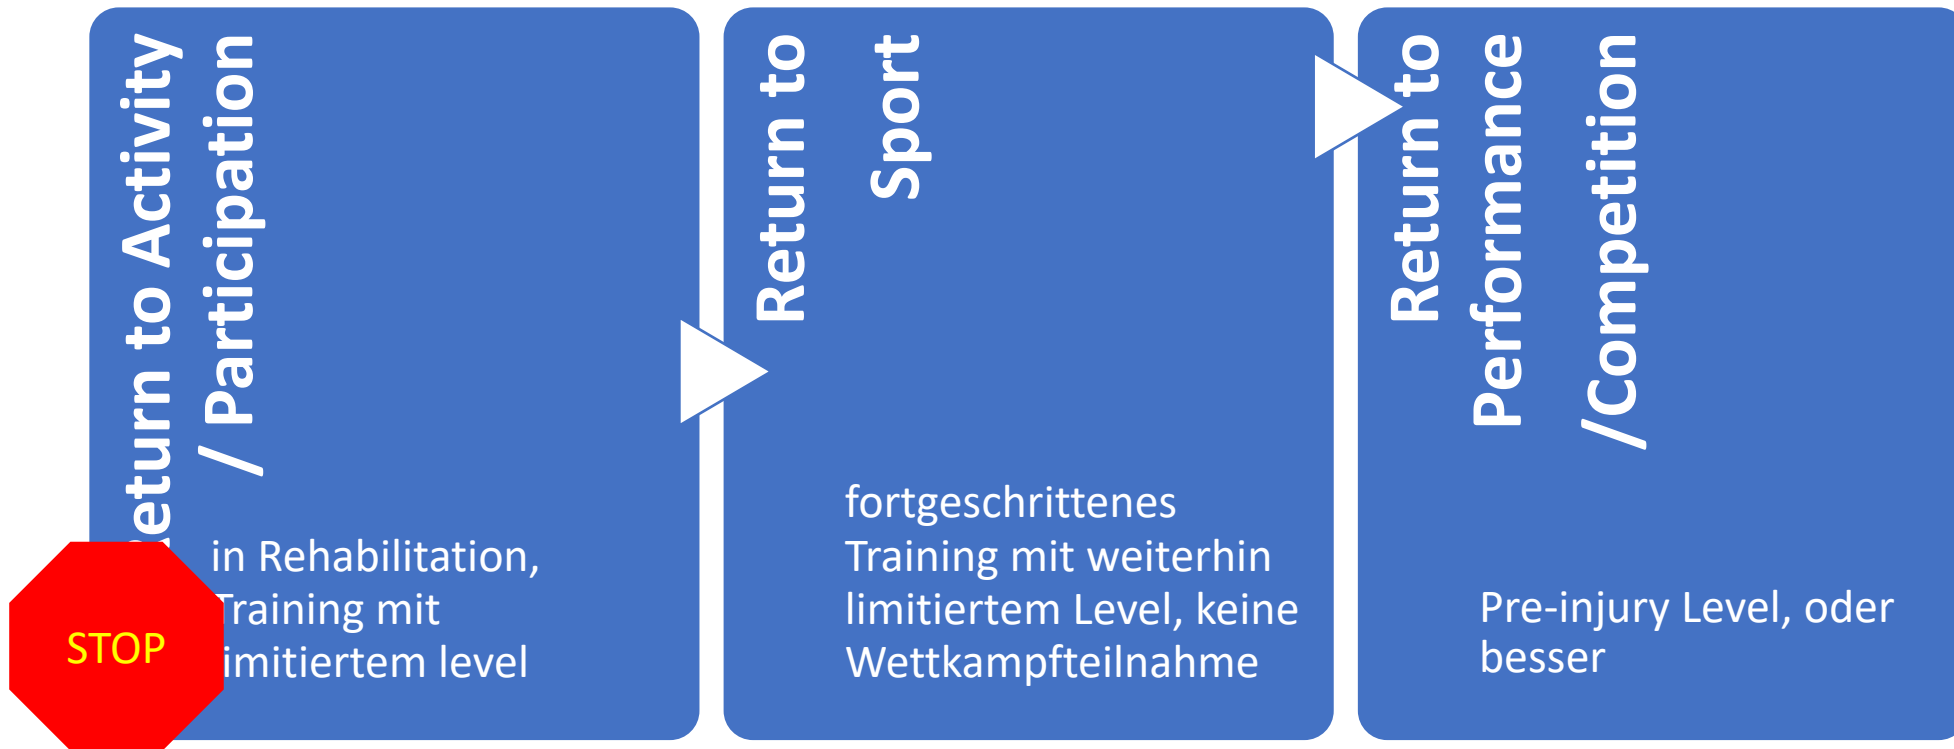 Return to Activity
/ Participation
in Rehabilitation,
Training mit
limitiertem level
STOP
Return to
Sport
fortgeschrittenes
Training mit weiterhin
limitiertem Level, keine
Wettkampfteilnahme
Return to
Performance
/Competition
Pre-injury Level, oder
besser